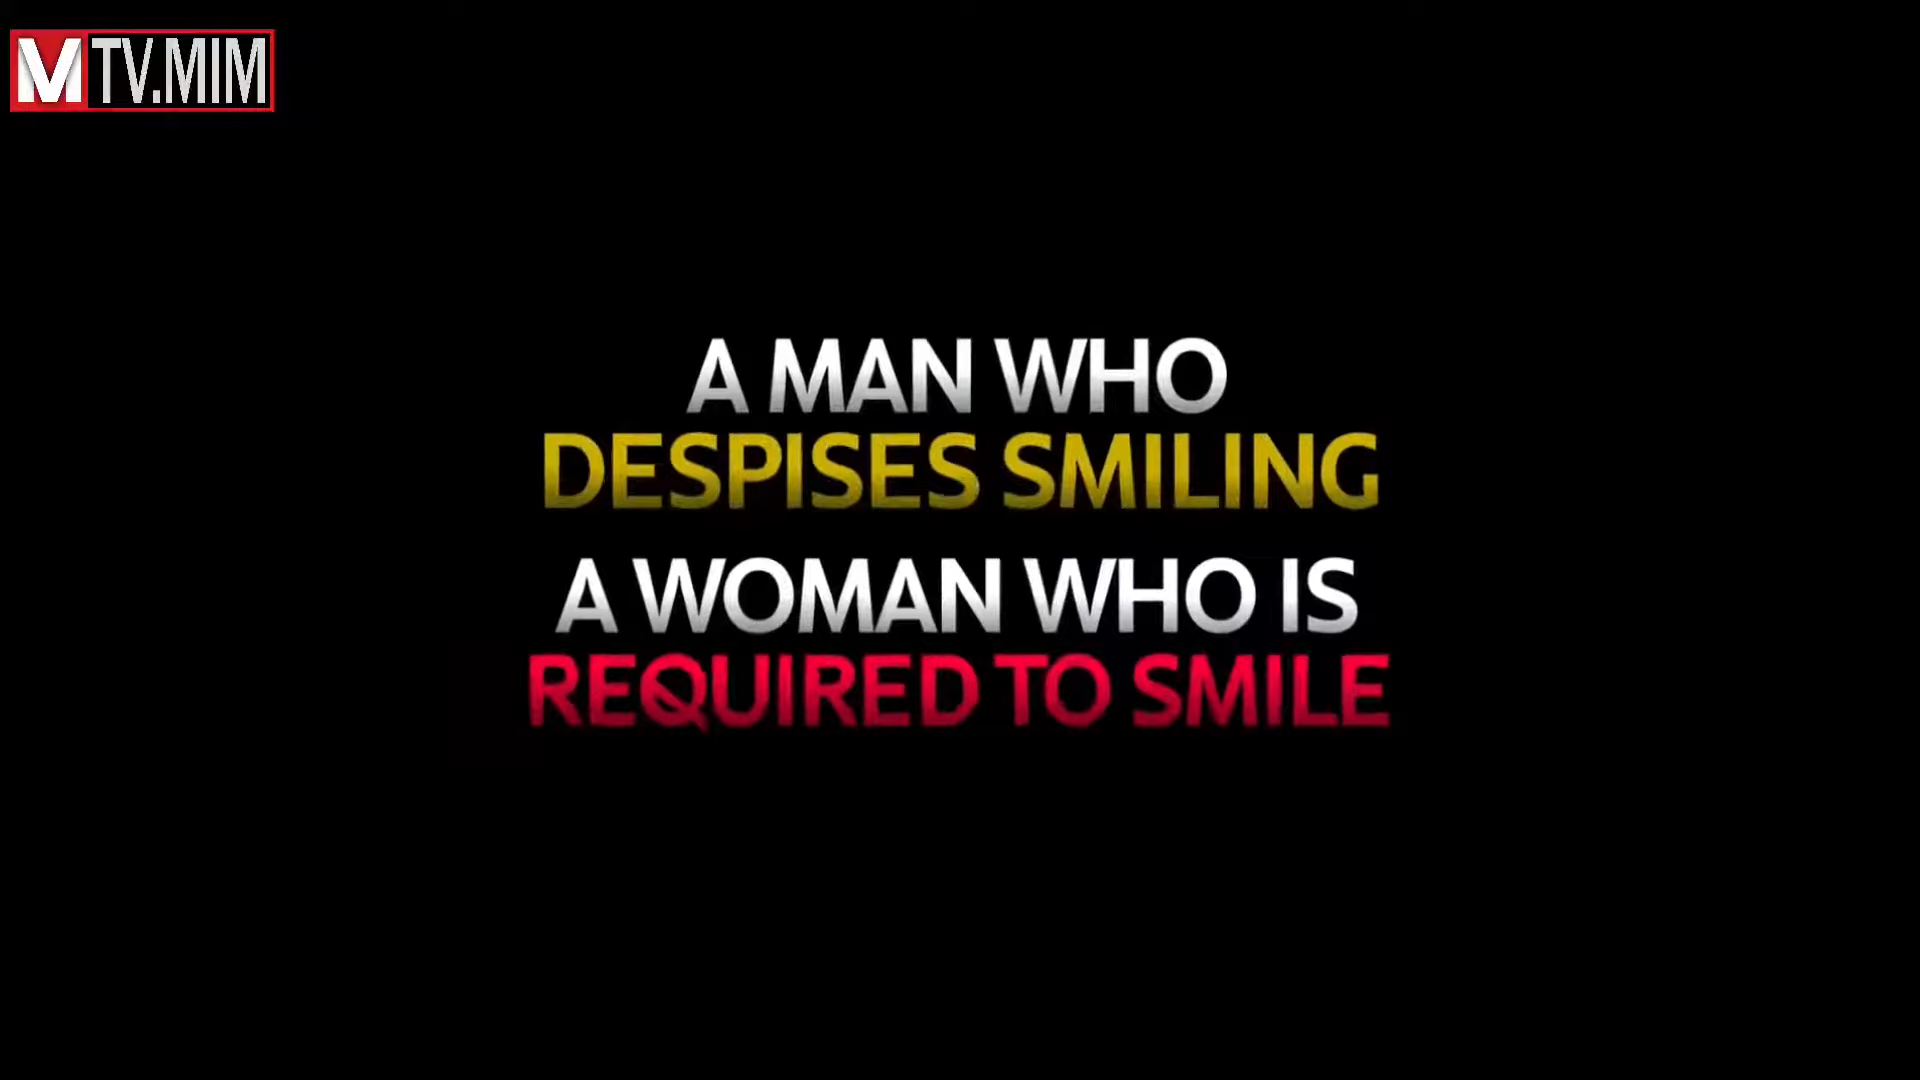 MTV.MIM
A MAN WHO
DESPISES SMILING
A WOMAN WHO IS
REQUIRED TO SMILE